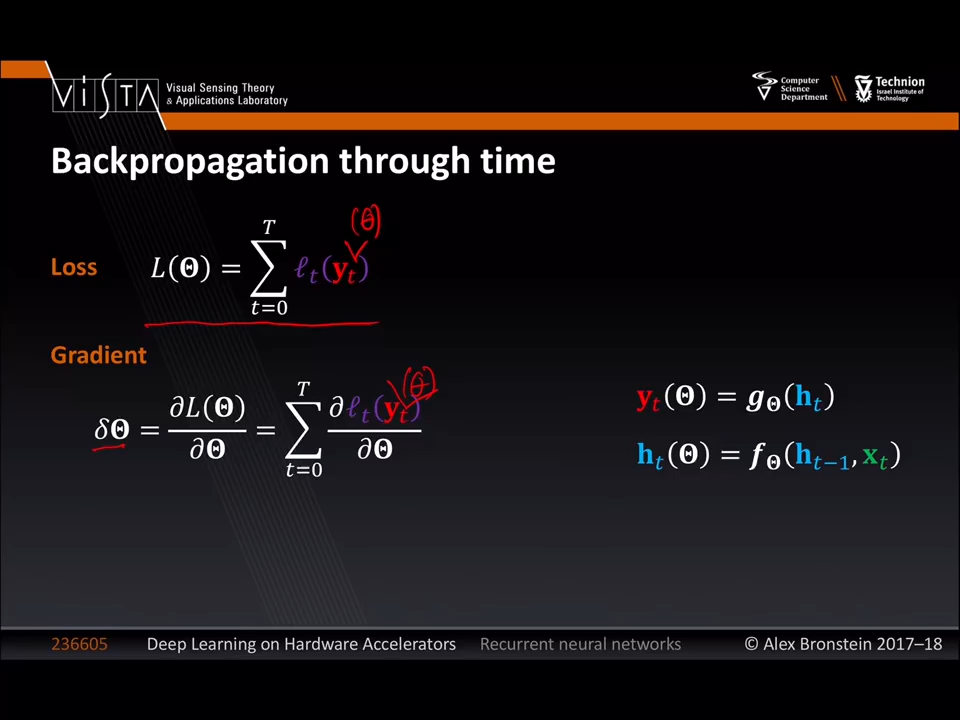 ViSTA Visual Sensing Theory & Applications Laboratory
Computer Science Department
Technion Israel Institute of Technology
Backpropagation through time
(θ)
Loss L(Θ) = ∑_{t=0}^{T} ℓ_t(y_t)
Gradient
(θ)
δΘ = ∂L(Θ)/∂Θ = ∑_{t=0}^{T} ∂ℓ_t(y_t)/∂Θ
y_t(Θ) = g_Θ(h_t)
h_t(Θ) = f_Θ(h_{t−1}, x_t)
236605 Deep Learning on Hardware Accelerators Recurrent neural networks © Alex Bronstein 2017–18